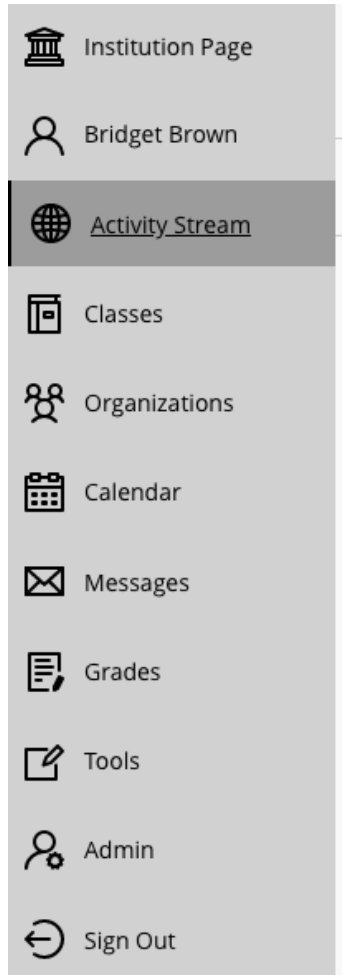 Institution Page
Bridget Brown
Activity Stream
Classes
Organizations
Calendar
Messages
Grades
Tools
Admin
Sign Out